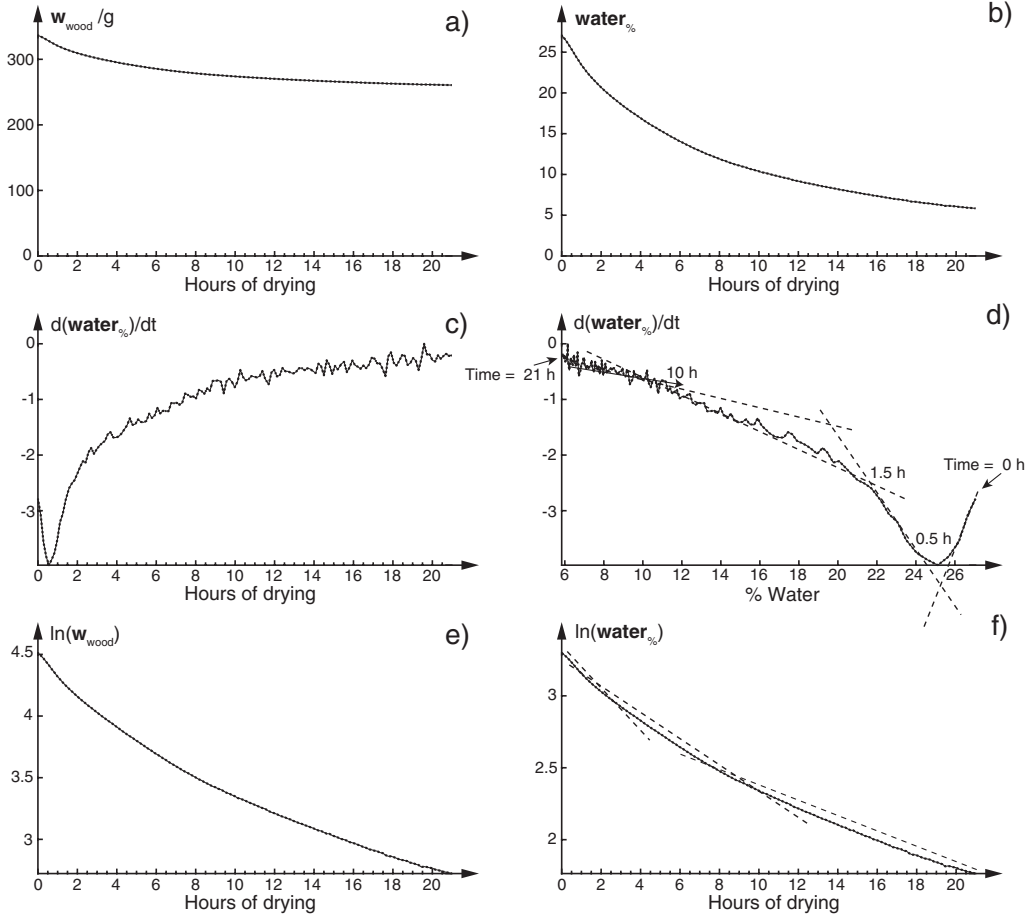 w_wood /g
a)
300
200
100
0
0 2 4 6 8 10 12 14 16 18 20
Hours of drying
water_%
b)
25
20
15
10
5
0
0 2 4 6 8 10 12 14 16 18 20
Hours of drying
d(water_%)/dt
c)
0
-1
-2
-3
0 2 4 6 8 10 12 14 16 18 20
Hours of drying
d(water_%)/dt
d)
0
Time = 21 h
10 h
-1
-2
1.5 h
Time = 0 h
-3
0.5 h
6 8 10 12 14 16 18 20 22 24 26
% Water
ln(w_wood)
e)
4.5
4
3.5
3
0 2 4 6 8 10 12 14 16 18 20
Hours of drying
ln(water_%)
f)
3
2.5
2
0 2 4 6 8 10 12 14 16 18 20
Hours of drying